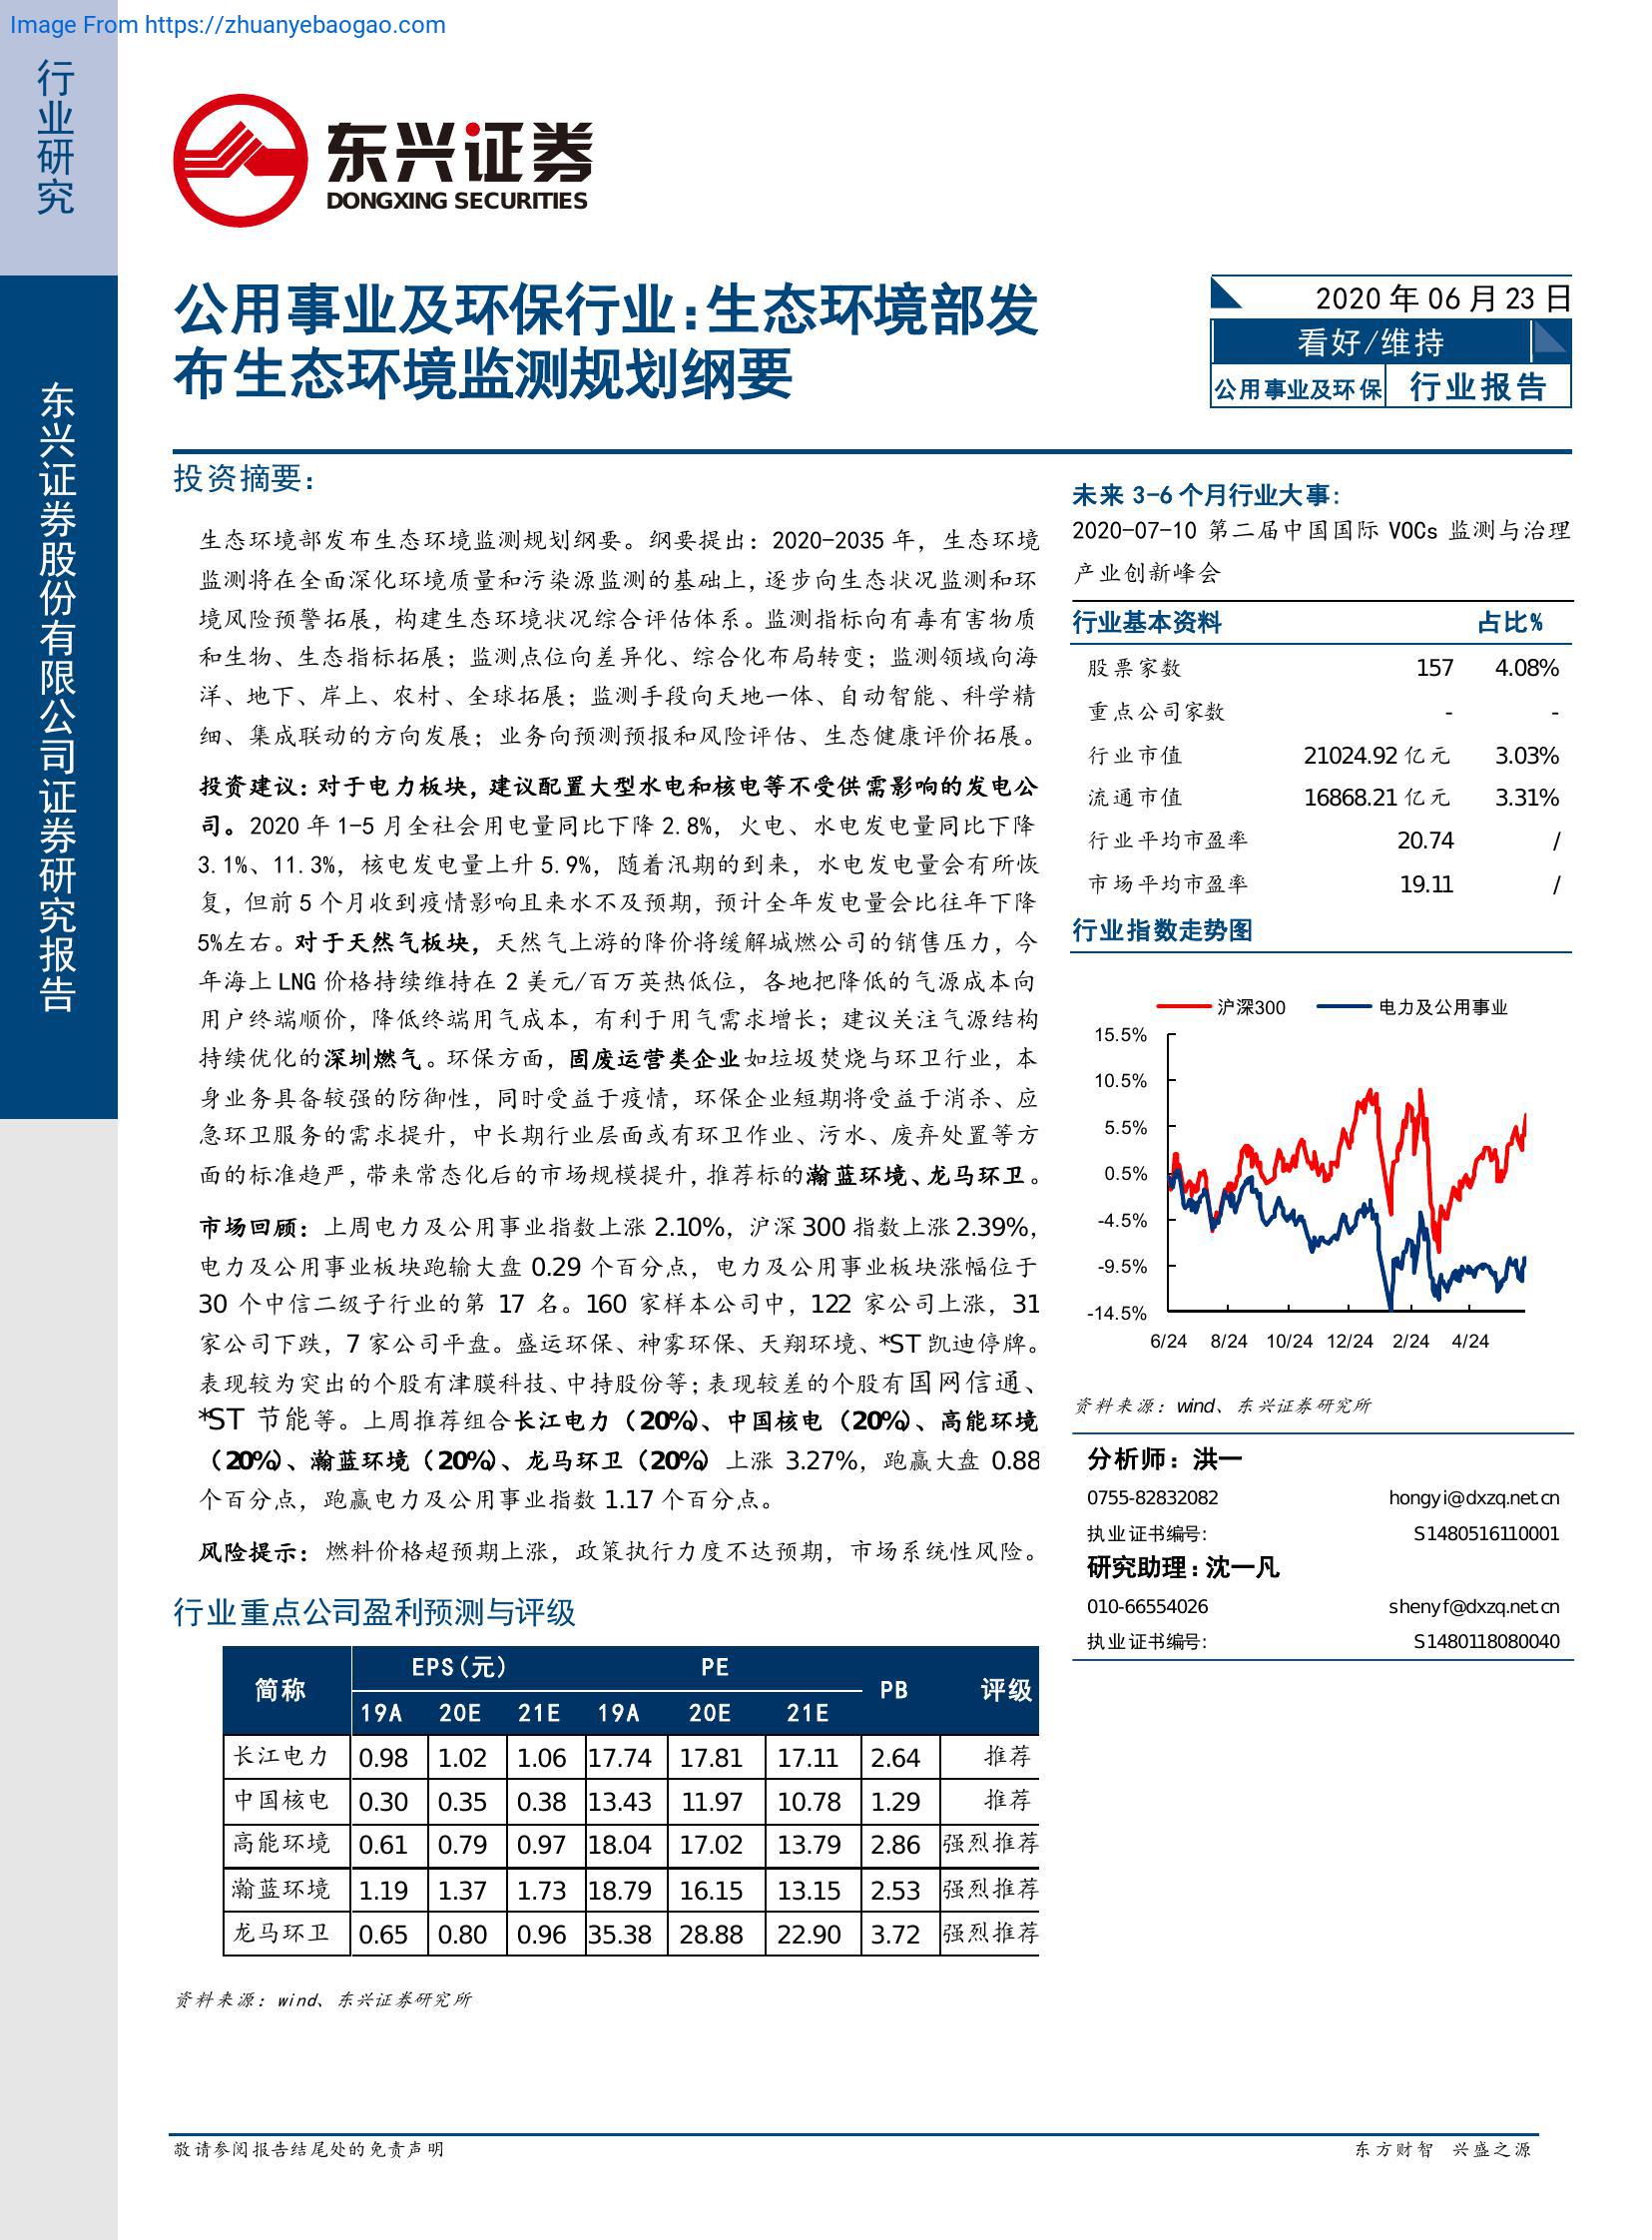 Image From https://zhuanyebaogao.com
行业研究
东兴证券股份有限公司证券研究报告
东兴证券
DONGXING SECURITIES
公用事业及环保行业:生态环境部发
布生态环境监测规划纲要
2020 年 06 月 23 日
看好/维持
公用事业及环保 行业报告
投资摘要:
生态环境部发布生态环境监测规划纲要。纲要提出：2020-2035 年，生态环境
监测将在全面深化环境质量和污染源监测的基础上,逐步向生态状况监测和环
境风险预警拓展，构建生态环境状况综合评估体系。监测指标向有毒有害物质
和生物、生态指标拓展；监测点位向差异化、综合化布局转变；监测领域向海
洋、地下、岸上、农村、全球拓展；监测手段向天地一体、自动智能、科学精
细、集成联动的方向发展；业务向预测预报和风险评估、生态健康评价拓展。
投资建议:对于电力板块,建议配置大型水电和核电等不受供需影响的发电公
司。2020 年 1-5 月全社会用电量同比下降 2.8%，火电、水电发电量同比下降
3.1%、11.3%，核电发电量上升 5.9%，随着汛期的到来，水电发电量会有所恢
复，但前 5 个月收到疫情影响且来水不及预期，预计全年发电量会比往年下降
5%左右。对于天然气板块，天然气上游的降价将缓解城燃公司的销售压力，今
年海上 LNG 价格持续维持在 2 美元/百万英热低位，各地把降低的气源成本向
用户终端顺价，降低终端用气成本，有利于用气需求增长；建议关注气源结构
持续优化的深圳燃气。环保方面，固废运营类企业如垃圾焚烧与环卫行业，本
身业务具备较强的防御性，同时受益于疫情，环保企业短期将受益于消杀、应
急环卫服务的需求提升，中长期行业层面或有环卫作业、污水、废弃处置等方
面的标准趋严,带来常态化后的市场规模提升,推荐标的瀚蓝环境、龙马环卫。
市场回顾：上周电力及公用事业指数上涨 2.10%，沪深 300 指数上涨 2.39%，
电力及公用事业板块跑输大盘 0.29 个百分点，电力及公用事业板块涨幅位于
30 个中信二级子行业的第 17 名。160 家样本公司中，122 家公司上涨，31
家公司下跌，7 家公司平盘。盛运环保、神雾环保、天翔环境、*ST 凯迪停牌。
表现较为突出的个股有津膜科技、中持股份等;表现较差的个股有国网信通、
*ST 节能等。上周推荐组合长江电力（20%）、中国核电（20%）、高能环境
（20%）、瀚蓝环境（20%）、龙马环卫（20%）上涨 3.27%，跑赢大盘 0.88
个百分点，跑赢电力及公用事业指数 1.17 个百分点。
风险提示：燃料价格超预期上涨，政策执行力度不达预期，市场系统性风险。
行业重点公司盈利预测与评级
简称 EPS(元) PE PB 评级
19A 20E 21E 19A 20E 21E
长江电力 0.98 1.02 1.06 17.74 17.81 17.11 2.64 推荐
中国核电 0.30 0.35 0.38 13.43 11.97 10.78 1.29 推荐
高能环境 0.61 0.79 0.97 18.04 17.02 13.79 2.86 强烈推荐
瀚蓝环境 1.19 1.37 1.73 18.79 16.15 13.15 2.53 强烈推荐
龙马环卫 0.65 0.80 0.96 35.38 28.88 22.90 3.72 强烈推荐
资料来源：wind、东兴证券研究所
未来 3-6 个月行业大事:
2020-07-10 第二届中国国际 VOCs 监测与治理
产业创新峰会
行业基本资料 占比%
股票家数 157 4.08%
重点公司家数 - -
行业市值 21024.92 亿元 3.03%
流通市值 16868.21 亿元 3.31%
行业平均市盈率 20.74 /
市场平均市盈率 19.11 /
行业指数走势图
沪深300 电力及公用事业
15.5%
10.5%
5.5%
0.5%
-4.5%
-9.5%
-14.5%
6/24 8/24 10/24 12/24 2/24 4/24
资料来源：wind、东兴证券研究所
分析师：洪一
0755-82832082 hongyi@dxzq.net.cn
执业证书编号: S1480516110001
研究助理:沈一凡
010-66554026 shenyf@dxzq.net.cn
执业证书编号: S1480118080040
敬请参阅报告结尾处的免责声明
东方财智 兴盛之源